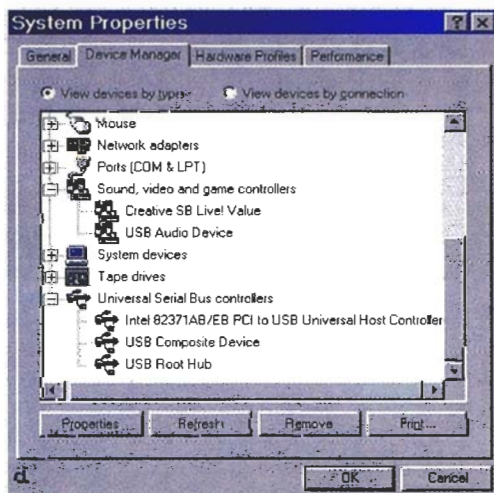 System Properties
General Device Manager Hardware Profiles Performance
View devices by type View devices by connection
Mouse
Network adapters
Ports (COM & LPT)
Sound, video and game controllers
Creative SB Live! Value
USB Audio Device
System devices
Tape drives
Universal Serial Bus controllers
Intel 82371AB/EB PCI to USB Universal Host Controller
USB Composite Device
USB Root Hub
Properties Refresh Remove Print...
d.
OK Cancel